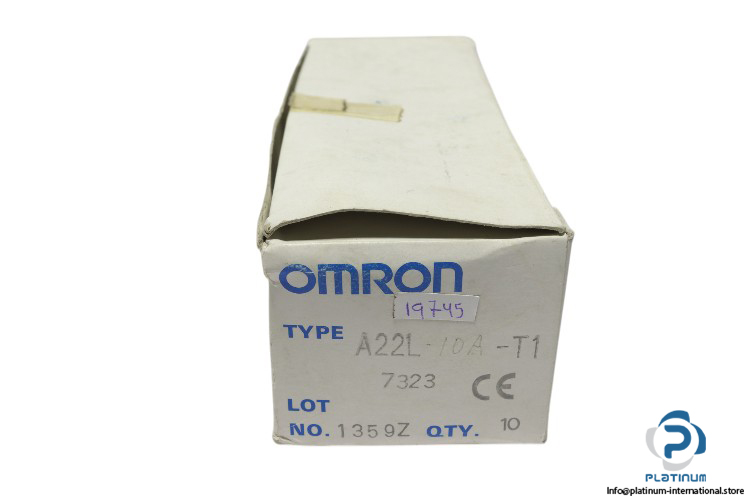 OMRON
19745
TYPE A22L-10A-T1
7323 CE
LOT
NO. 1359Z QTY. 10
PLATINUM
Info@platinum-international.store